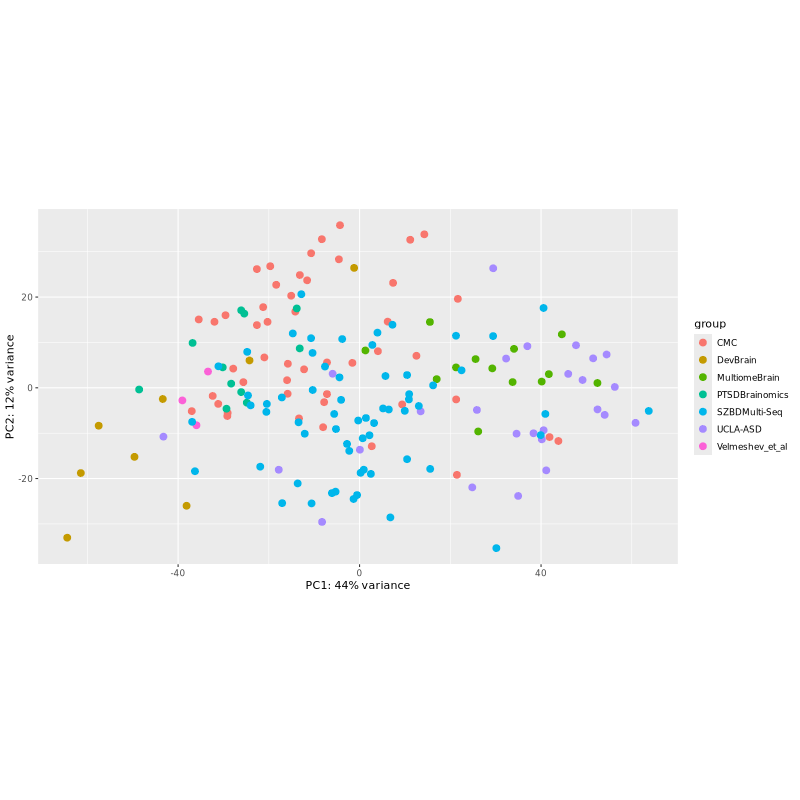 20
0
-20
-40
0
40
PC1: 44% variance
PC2: 12% variance
group
CMC
DevBrain
MultiomeBrain
PTSDBrainomics
SZBDMulti-Seq
UCLA-ASD
Velmeshev_et_al